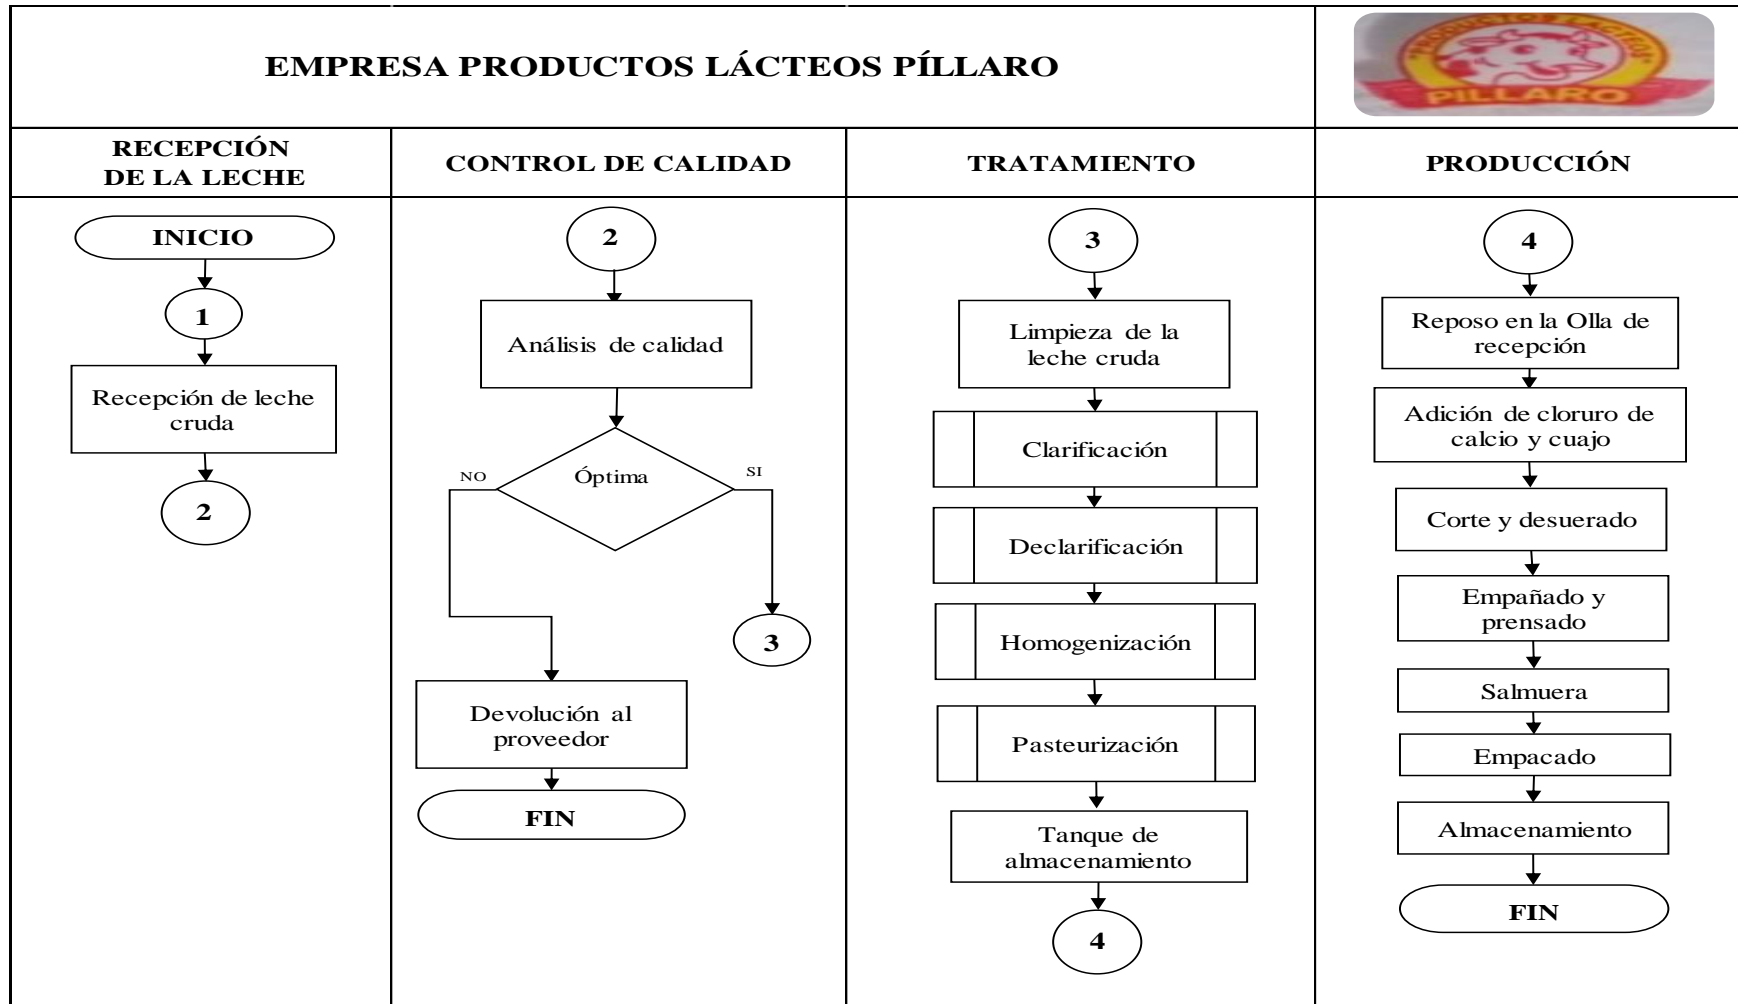 EMPRESA PRODUCTOS LÁCTEOS PÍLLARO
PRODUCTOS LÁCTEOS
PILLARO
RECEPCIÓN
DE LA LECHE
CONTROL DE CALIDAD
TRATAMIENTO
PRODUCCIÓN
INICIO
1
Recepción de leche
cruda
2
2
Análisis de calidad
Óptima
NO
SI
3
Devolución al
proveedor
FIN
3
Limpieza de la
leche cruda
Clarificación
Declarificación
Homogenización
Pasteurización
Tanque de
almacenamiento
4
4
Reposo en la Olla de
recepción
Adición de cloruro de
calcio y cuajo
Corte y desuerado
Empañado y
prensado
Salmuera
Empacado
Almacenamiento
FIN